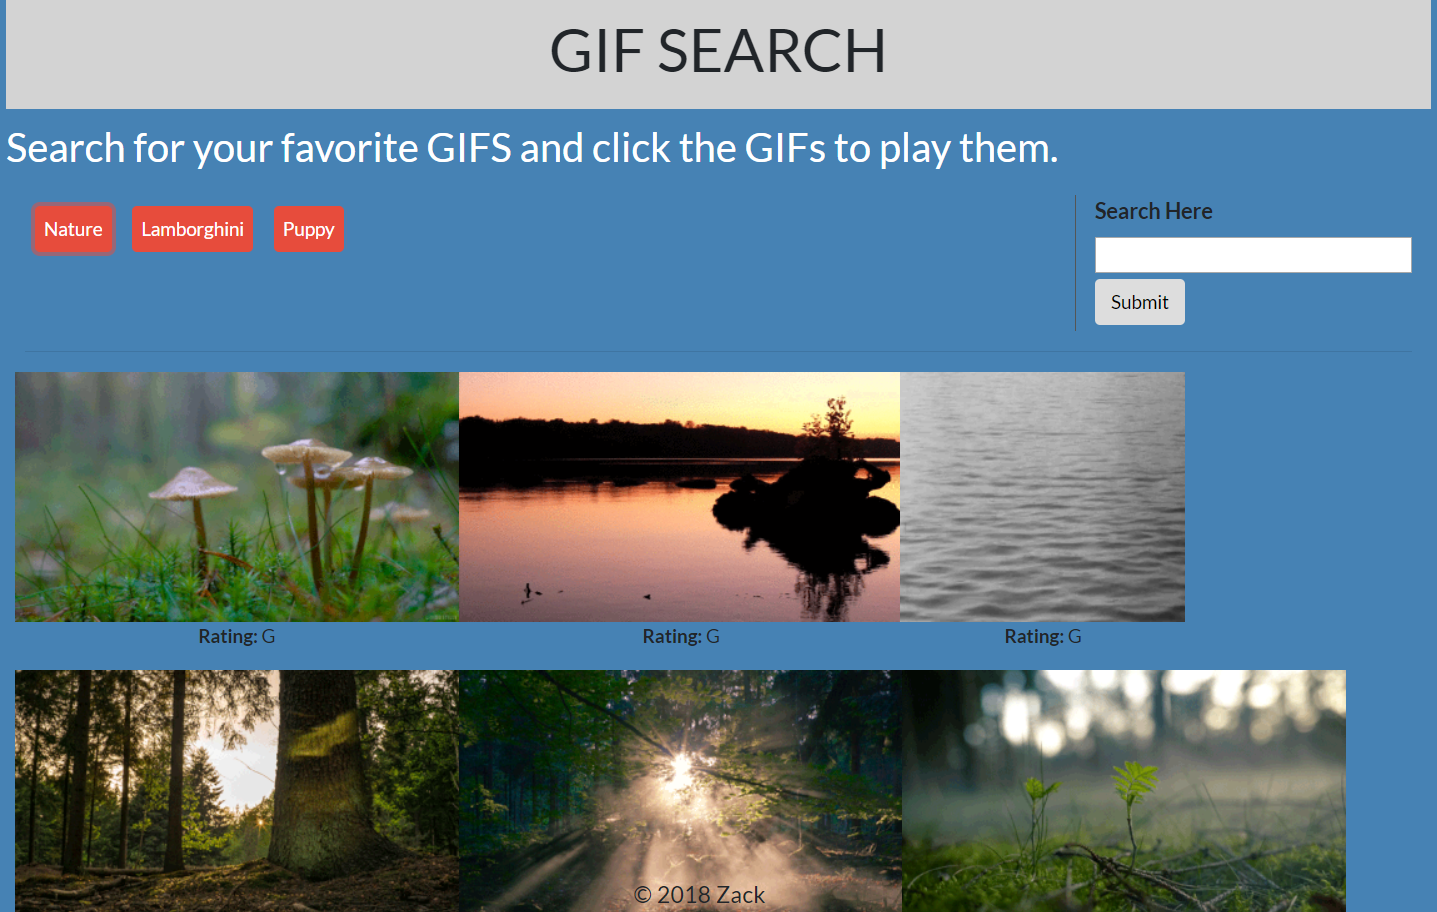 GIF SEARCH
Search for your favorite GIFS and click the GIFs to play them.
Nature Lamborghini Puppy
Search Here
Submit
Rating: G Rating: G Rating: G
© 2018 Zack